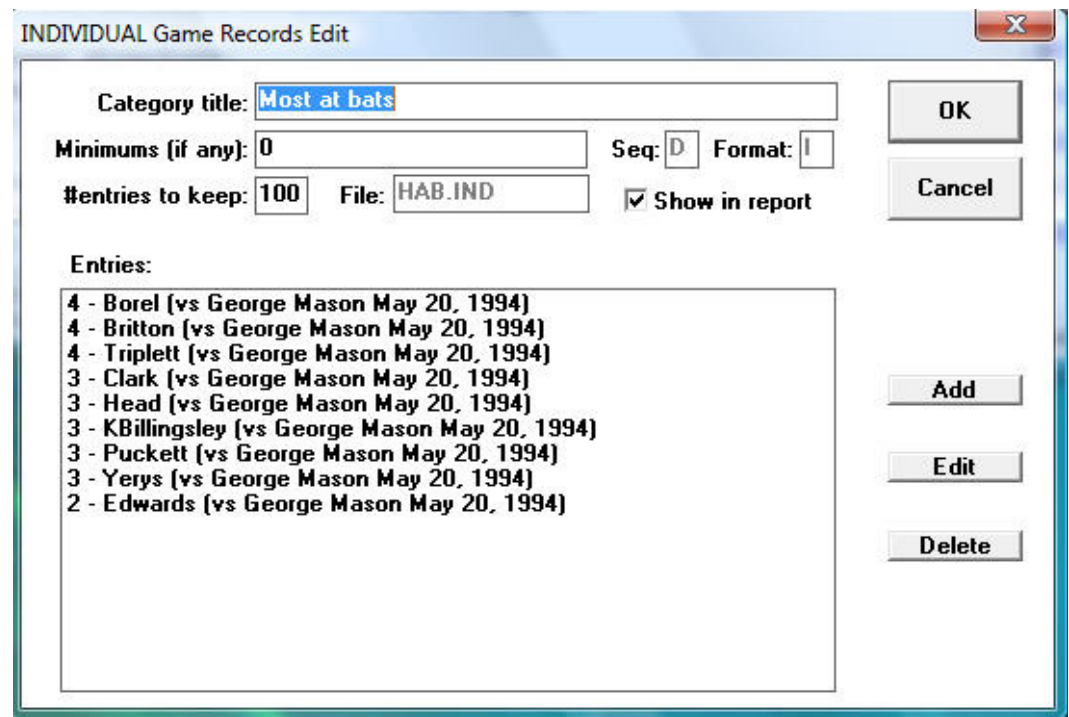 INDIVIDUAL Game Records Edit
X
Category title: Most at bats
OK
Minimums (if any): 0 Seq: D Format: I
#entries to keep: 100 File: HAB.IND Show in report
Cancel
Entries:
4 - Borel (vs George Mason May 20, 1994)
4 - Britton (vs George Mason May 20, 1994)
4 - Triplett (vs George Mason May 20, 1994)
3 - Clark (vs George Mason May 20, 1994)
3 - Head (vs George Mason May 20, 1994)
3 - KBillingsley (vs George Mason May 20, 1994)
3 - Puckett (vs George Mason May 20, 1994)
3 - Yerys (vs George Mason May 20, 1994)
2 - Edwards (vs George Mason May 20, 1994)
Add
Edit
Delete